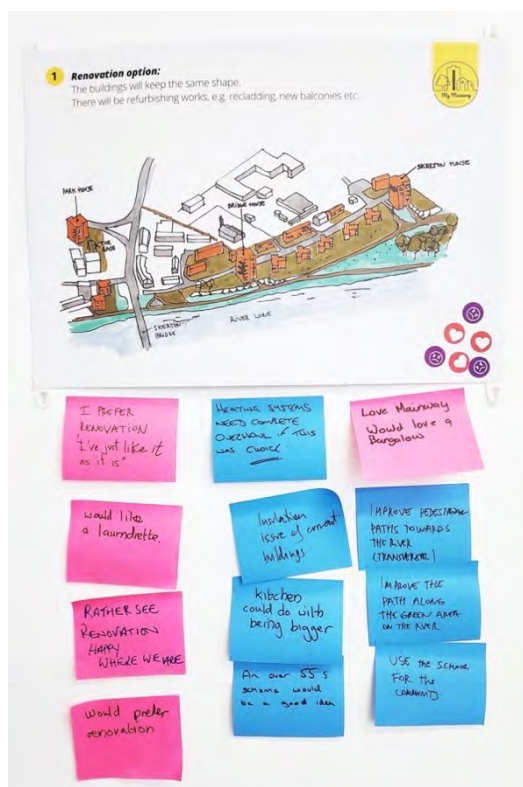 1 Renovation option:
The buildings will keep the same shape.
There will be refurbishing works, e.g. recladding, new balconies etc.
My Mainway
SKERTON HOUSE
PARK HOUSE
BRIDGE HOUSE
SKERTON
BRIDGE
RIVER LUNE
I PREFER
RENOVATION
"I've just like it
as it is"
HEATING SYSTEMS
NEED COMPLETE
OVERHAUL if THIS
WAS CHOICE.
Love Mainway
Would love a
Bungalow
would like
a laundrette.
Insulation
issue of current
buildings
IMPROVE PEDESTRIAN
PATHS TOWARDS
THE RIVER
(TRANSVERSAL)
RATHER SEE
RENOVATION
HAPPY
WHERE WE ARE
kitchen
could do with
being bigger
IMPROVE THE
PATH ALONG
THE GREEN AREA
ON THE RIVER
Would prefer
renovation
An over 55's
scheme would
be a good idea
USE the SCHOOL
FOR the
COMMUNITY.